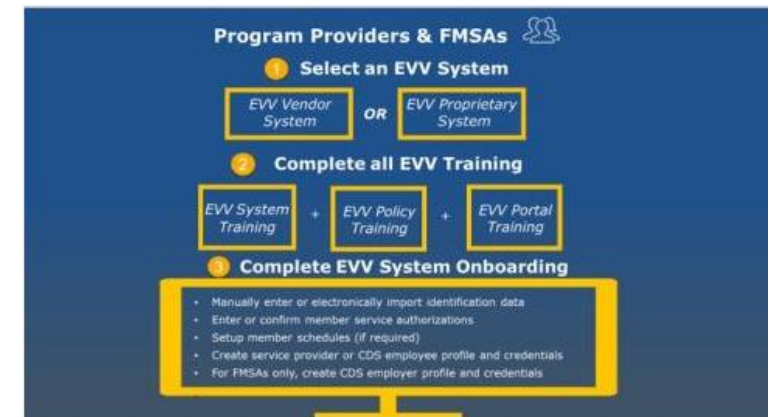 Program Providers & FMSAs
1 Select an EVV System
EVV Vendor System OR EVV Proprietary System
2 Complete all EVV Training
EVV System Training + EVV Policy Training + EVV Portal Training
3 Complete EVV System Onboarding
• Manually enter or electronically import identification data
• Enter or confirm member service authorizations
• Setup member schedules (if required)
• Create service provider or CDS employee profile and credentials
• For FMSAs only, create CDS employer profile and credentials